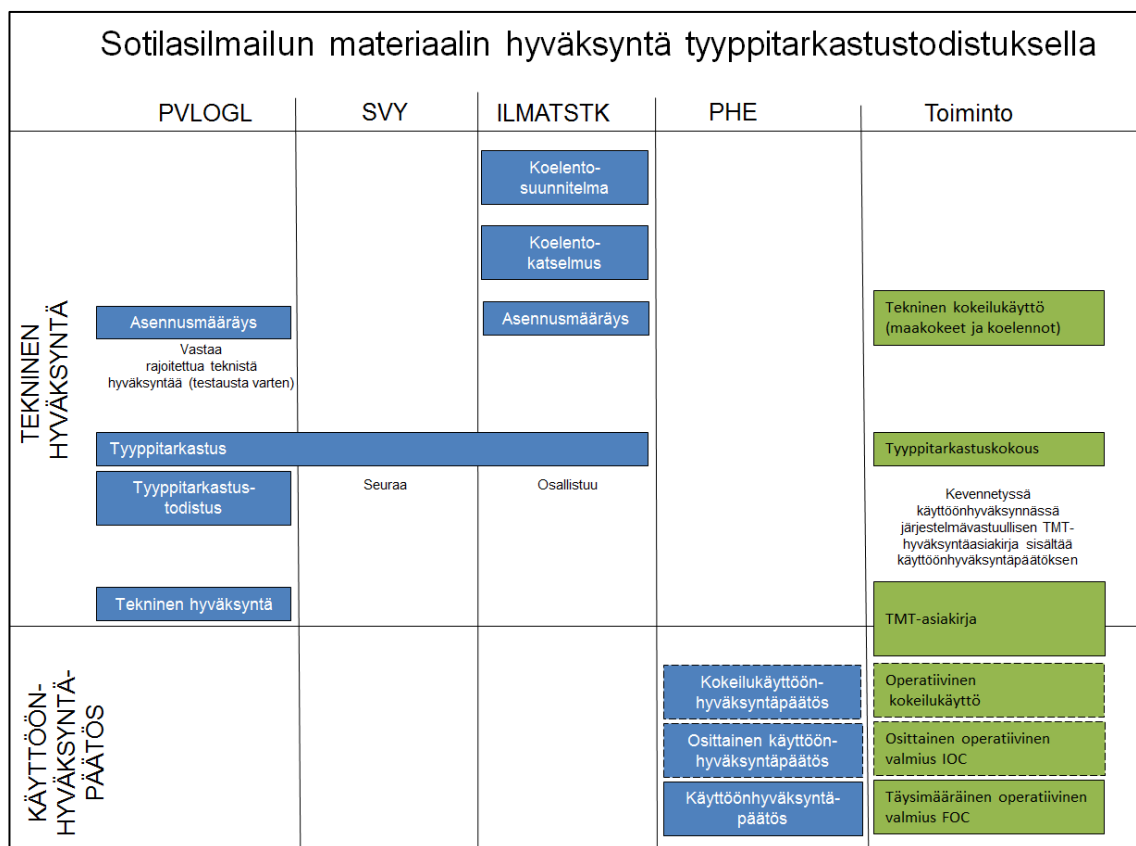 Sotilasilmailun materiaalin hyväksyntä tyyppitarkastustodistuksella
PVLOGL
SVY
ILMATSTK
PHE
Toiminto
TEKNINEN
HYVÄKSYNTÄ
Koelento-
suunnitelma
Koelento-
katselmus
Asennusmääräys
Vastaa
rajoitettua teknistä
hyväksyntää (testausta varten)
Asennusmääräys
Tekninen kokeilukäyttö
(maakokeet ja koelennot)
Tyyppitarkastus
Tyyppitarkastuskokous
Tyyppitarkastus-
todistus
Seuraa
Osallistuu
Kevennetyssä
käyttöönhyväksynnässä
järjestelmävastuullisen TMT-
hyväksyntäasiakirja sisältää
käyttöönhyväksyntäpäätöksen
Tekninen hyväksyntä
TMT-asiakirja
KÄYTTÖÖN-
HYVÄKSYNTÄ-
PÄÄTÖS
Kokeilukäyttöön-
hyväksyntäpäätös
Operatiivinen
kokeilukäyttö
Osittainen käyttöön-
hyväksyntäpäätös
Osittainen operatiivinen
valmius IOC
Käyttöönhyväksyntä-
päätös
Täysimääräinen operatiivinen
valmius FOC